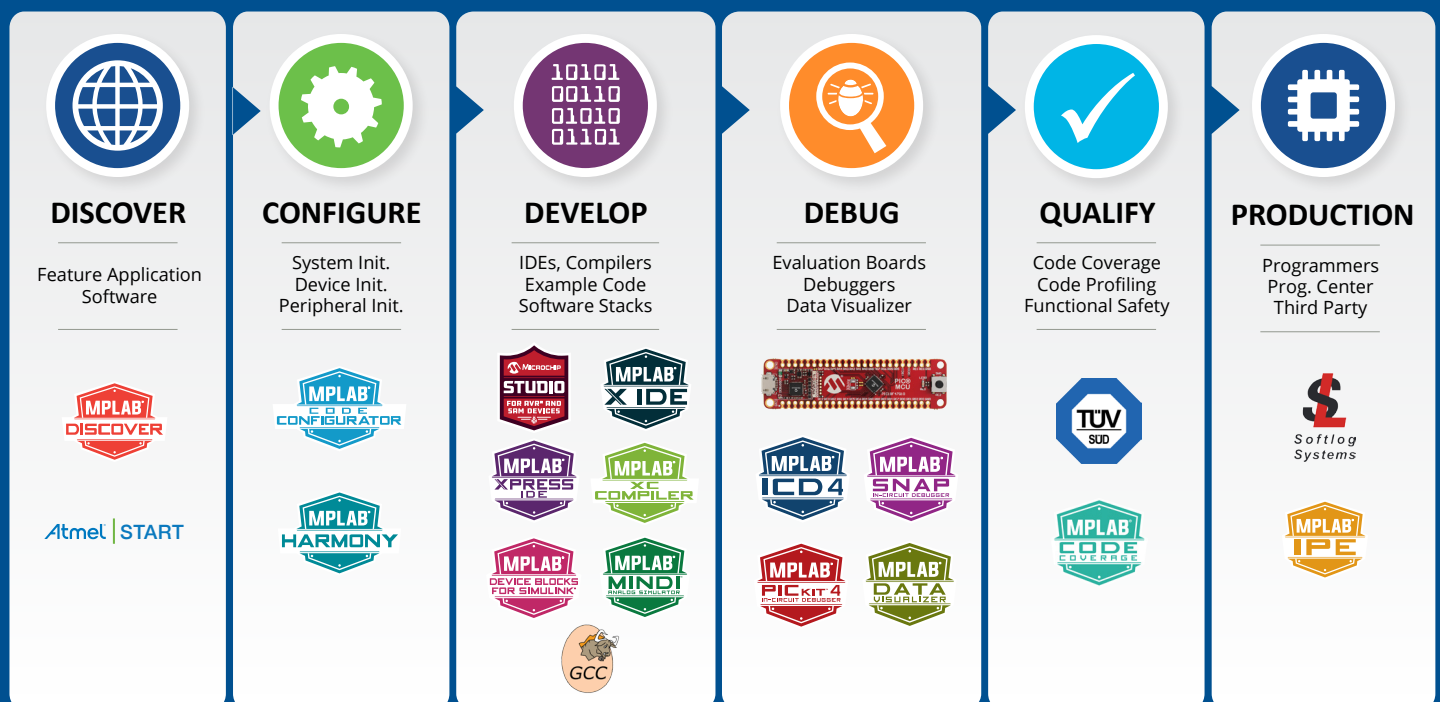 10101
00110
01010
01101
DISCOVER
Feature Application
Software
MPLAB®
DISCOVER
Atmel | START
CONFIGURE
System Init.
Device Init.
Peripheral Init.
MPLAB®
CODE
CONFIGURATOR
MPLAB®
HARMONY
DEVELOP
IDEs, Compilers
Example Code
Software Stacks
MICROCHIP
STUDIO
FOR AVR® AND
SAM DEVICES
MPLAB®
X IDE
MPLAB®
XPRESS
IDE
MPLAB®
XC
COMPILER
MPLAB®
DEVICE BLOCKS
FOR SIMULINK®
MPLAB®
MINDI™
ANALOG SIMULATOR
GCC
DEBUG
Evaluation Boards
Debuggers
Data Visualizer
PIC®
MCU
MPLAB®
ICD 4
MPLAB®
SNAP
IN-CIRCUIT DEBUGGER
MPLAB®
PICKIT™ 4
IN-CIRCUIT DEBUGGER
MPLAB®
DATA
VISUALIZER
QUALIFY
Code Coverage
Code Profiling
Functional Safety
TÜV
SÜD
MPLAB®
CODE
COVERAGE
PRODUCTION
Programmers
Prog. Center
Third Party
SL
Softlog
Systems
MPLAB®
IPE